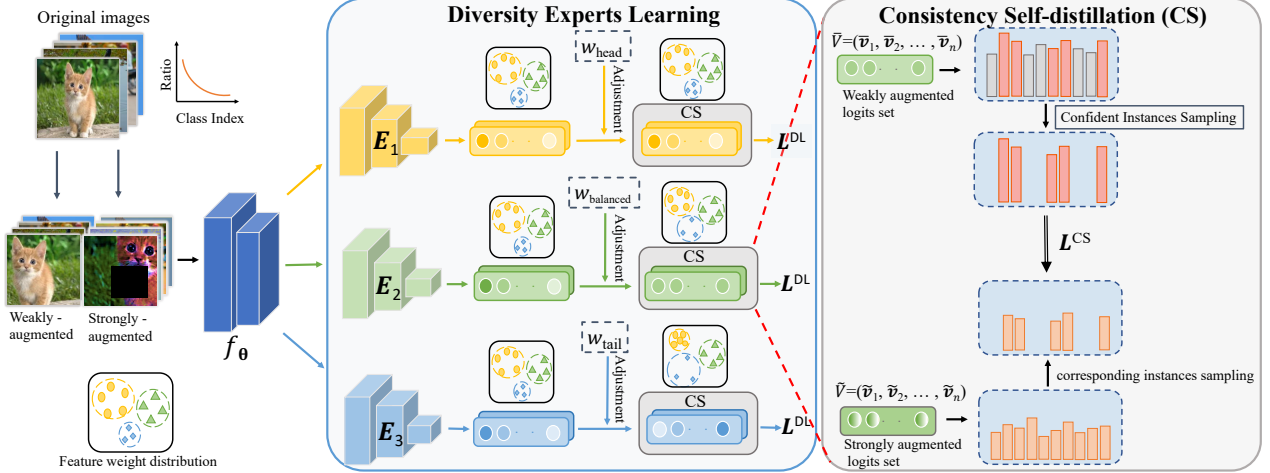 Original images
Ratio
Class Index
Weakly -
augmented
Strongly -
augmented
f_θ
Feature weight distribution
Diversity Experts Learning
E_1
w_head
Adjustment
CS
L^DL
E_2
w_balanced
Adjustment
CS
L^DL
E_3
w_tail
Adjustment
CS
L^DL
Consistency Self-distillation (CS)
V̄=(v̄_1, v̄_2, … , v̄_n)
Weakly augmented
logits set
Confident Instances Sampling
L^CS
corresponding instances sampling
Ṽ=(ṽ_1, ṽ_2, … , ṽ_n)
Strongly augmented
logits set